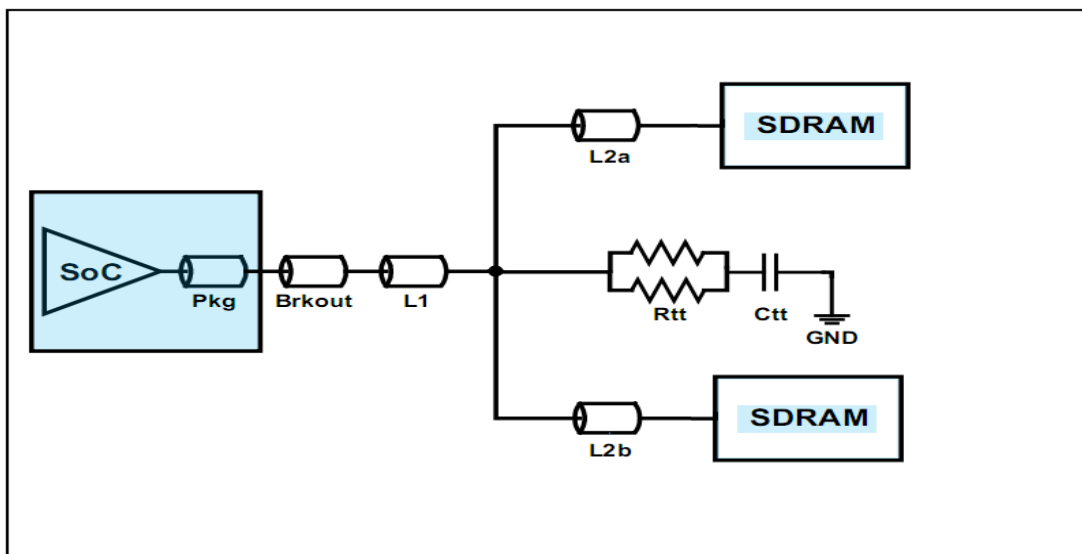 SDRAM
L2a
SoC
Pkg
Brkout
L1
Rtt
Ctt
GND
SDRAM
L2b